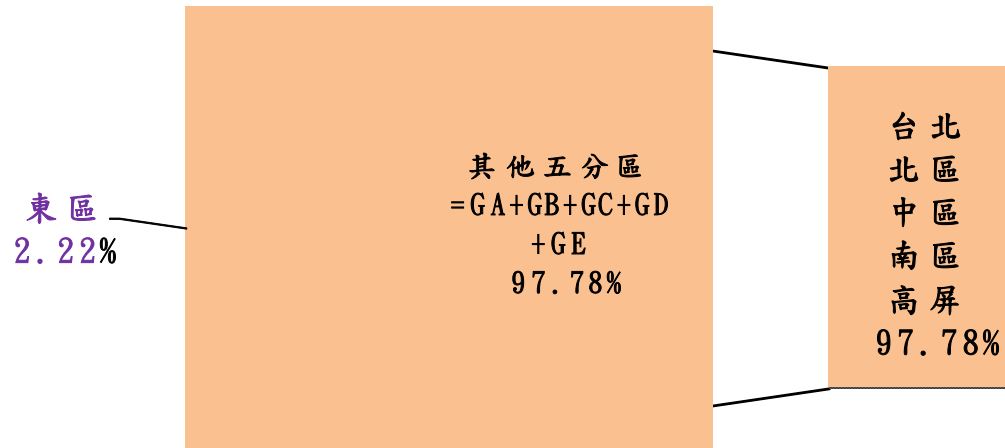 東區
2.22%
其他五分區
=GA+GB+GC+GD
+GE
97.78%
台北
北區
中區
南區
高屏
97.78%